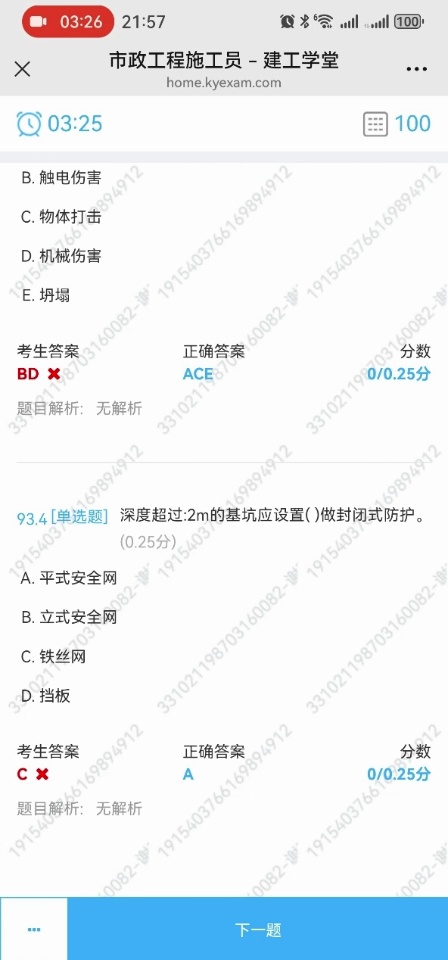 03:26 21:57 6 100
市政工程施工员 - 建工学堂
home.kyexam.com
03:25 100
B. 触电伤害
C. 物体打击
D. 机械伤害
E. 坍塌
考生答案 正确答案 分数
BD ACE 0/0.25分
题目解析: 无解析
93.4 [单选题] 深度超过:2m的基坑应设置( )做封闭式防护。
(0.25分)
A. 平式安全网
B. 立式安全网
C. 铁丝网
D. 挡板
考生答案 正确答案 分数
C A 0/0.25分
题目解析: 无解析
下一题